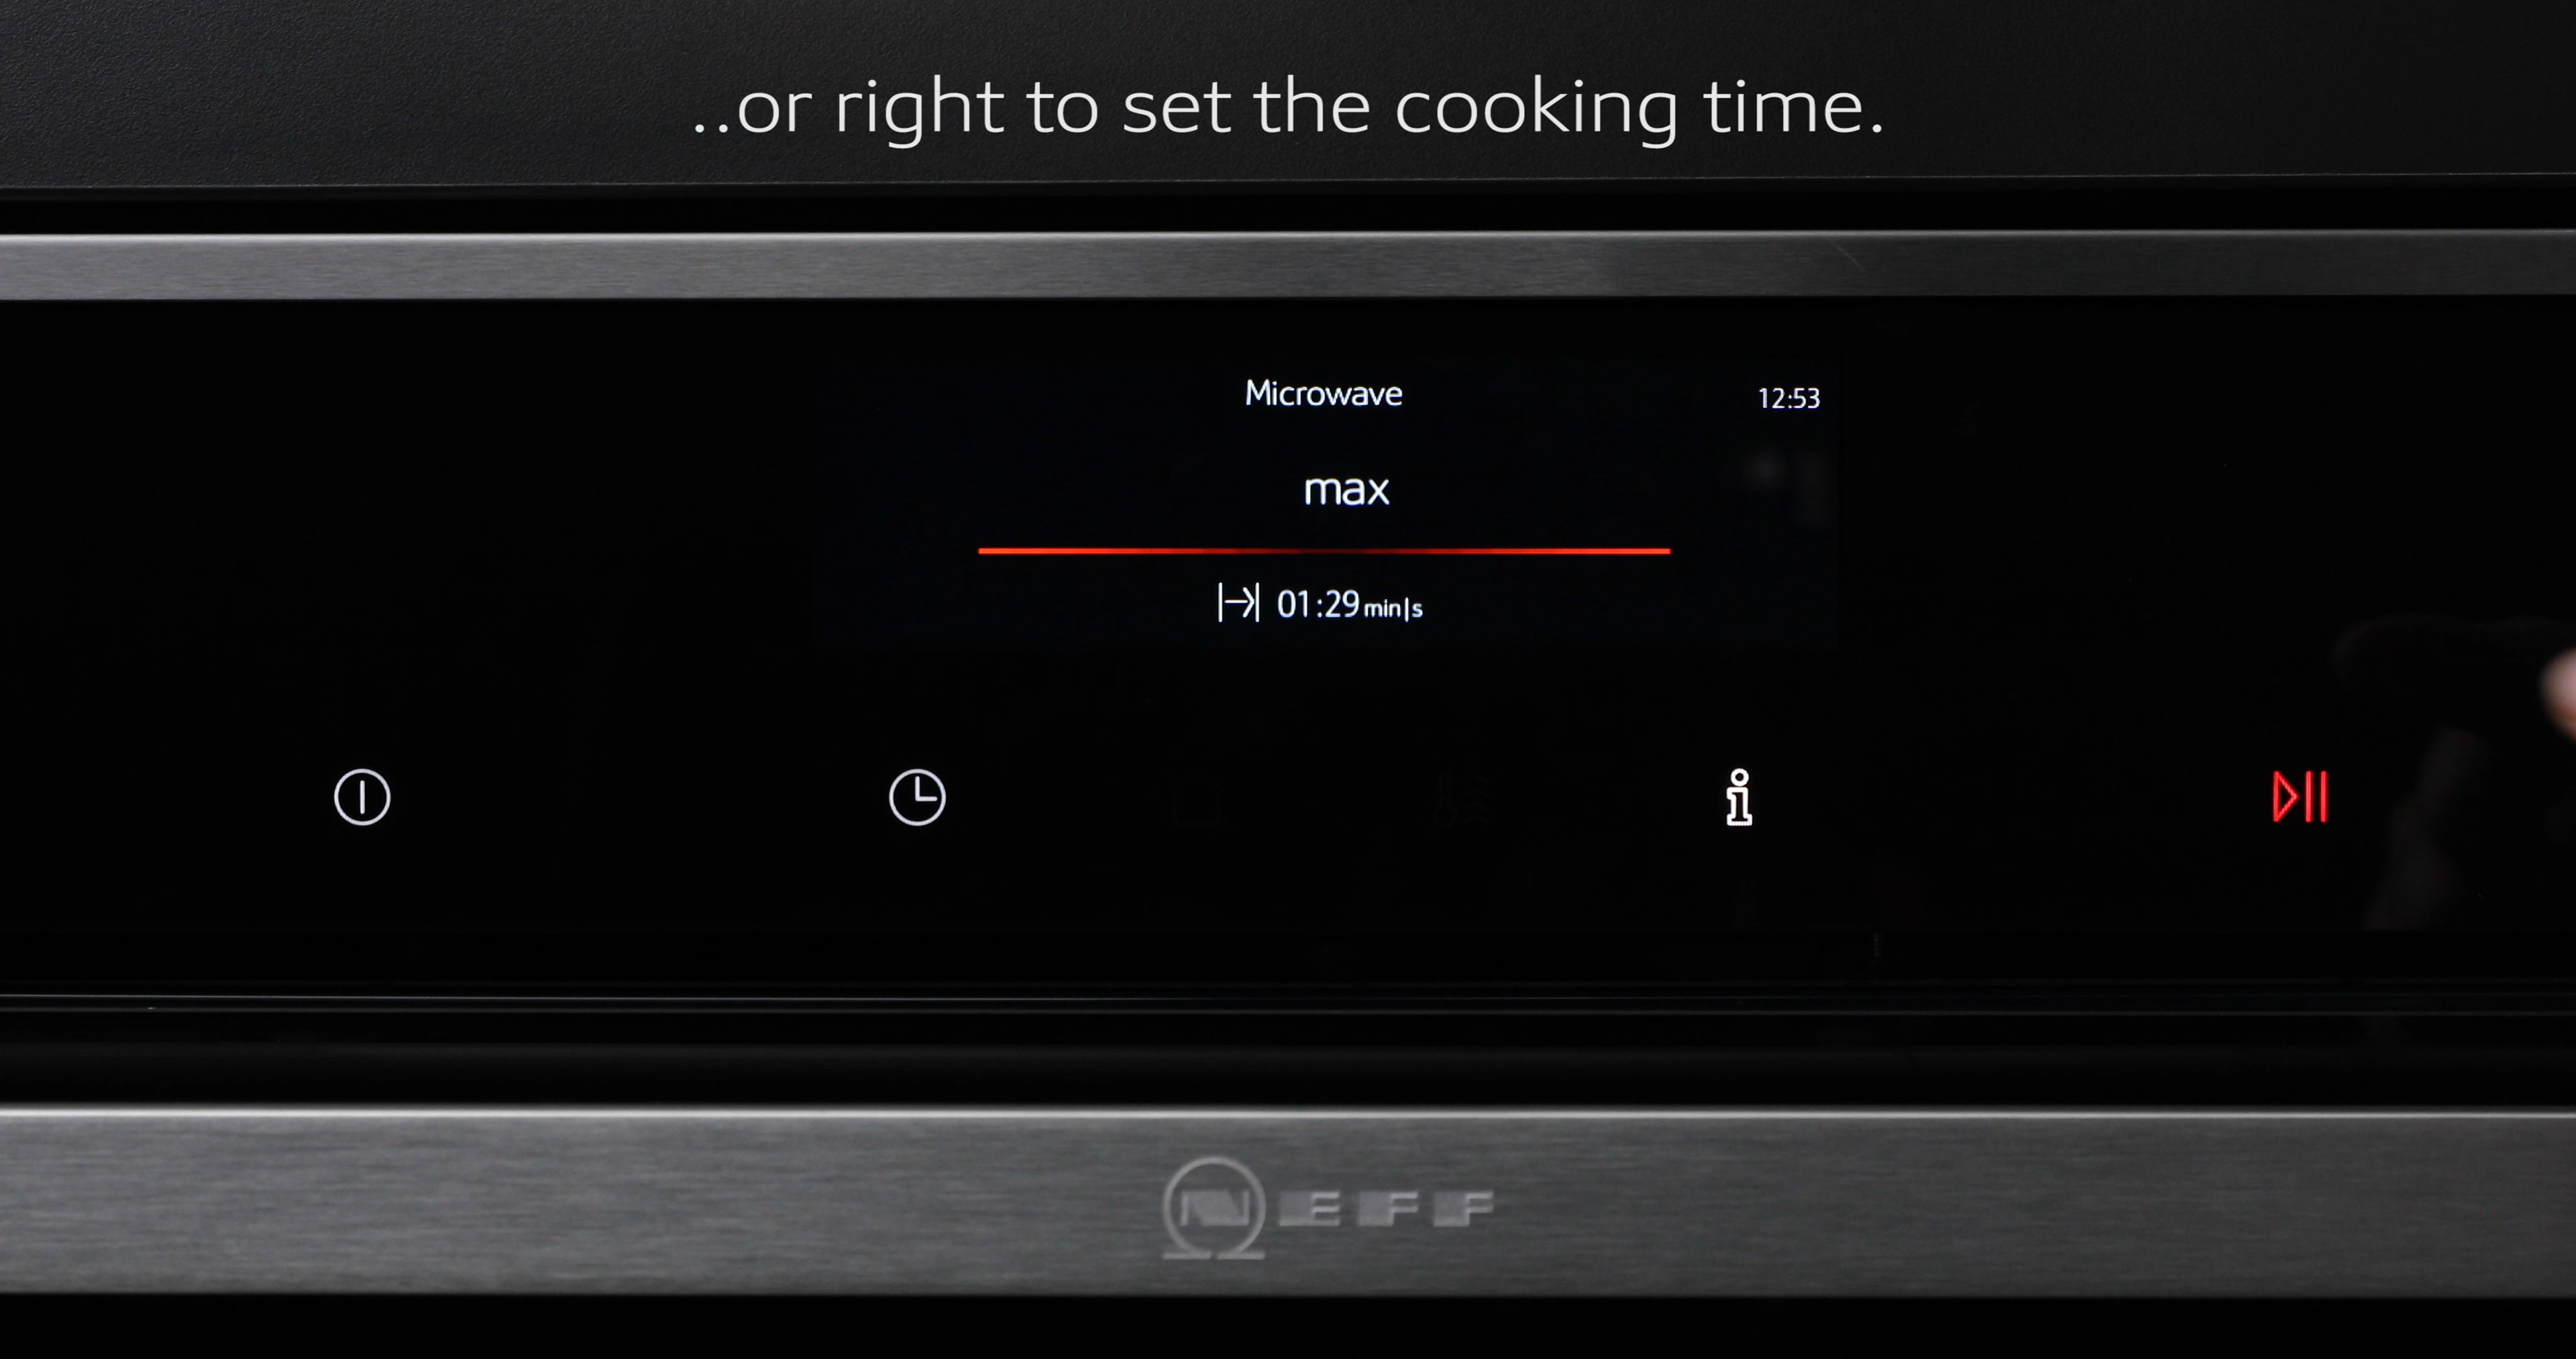 ..or right to set the cooking time.
Microwave
12:53
max
01:29 min|s
NEFF